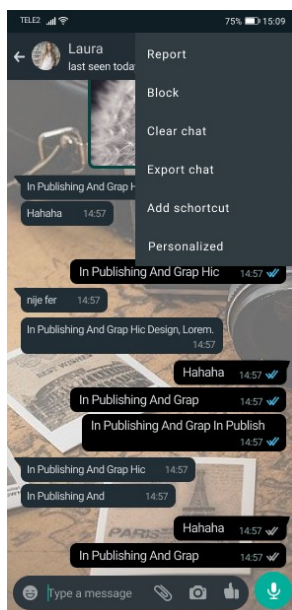 TELE2 75% 15:09
Laura
last seen toda
Report
Block
Clear chat
Export chat
Add schortcut
Personalized
In Publishing And Grap H
Hahaha 14:57
In Publishing And Grap Hic 14:57
nije fer 14:57
In Publishing And Grap Hic Design, Lorem.
14:57
Hahaha 14:57
In Publishing And Grap 14:57
In Publishing And Grap In Publish
14:57
In Publishing And Grap Hic 14:57
In Publishing And 14:57
PARIS
Hahaha 14:57
In Publishing And Grap 14:57
Type a message